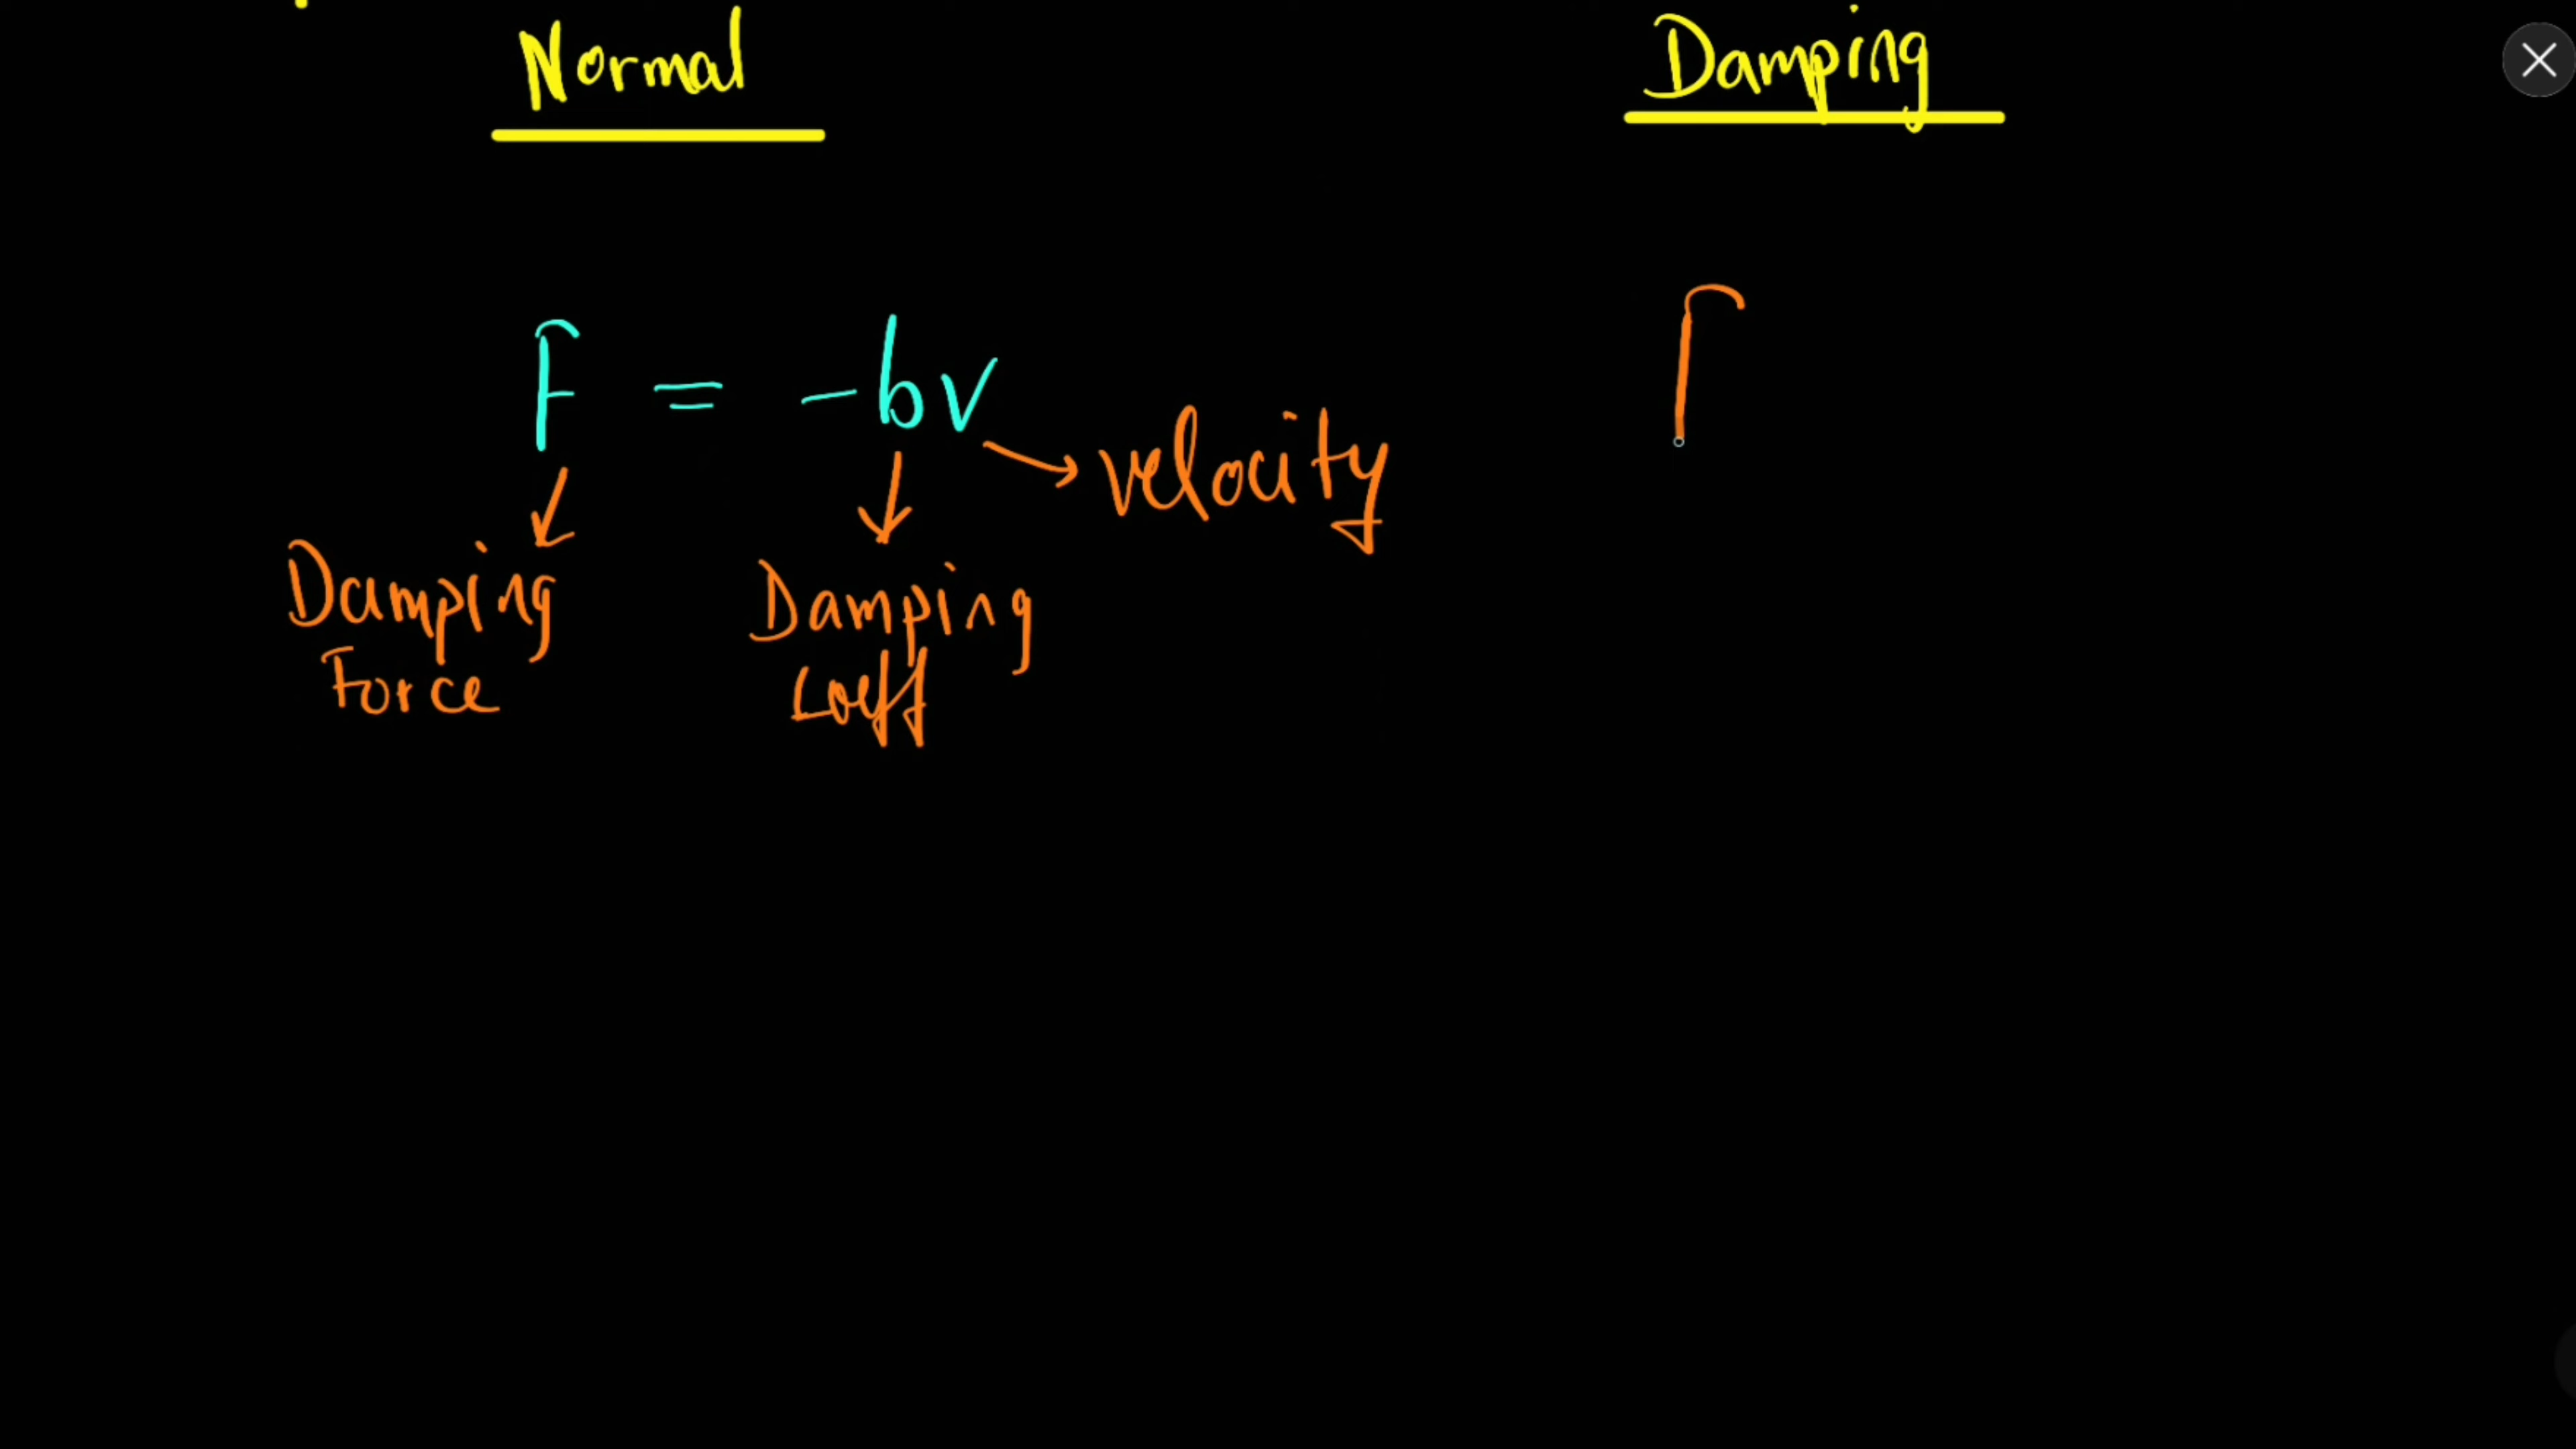 Normal
Damping
F = -bv
velocity
Damping
Force
Damping
Coeff